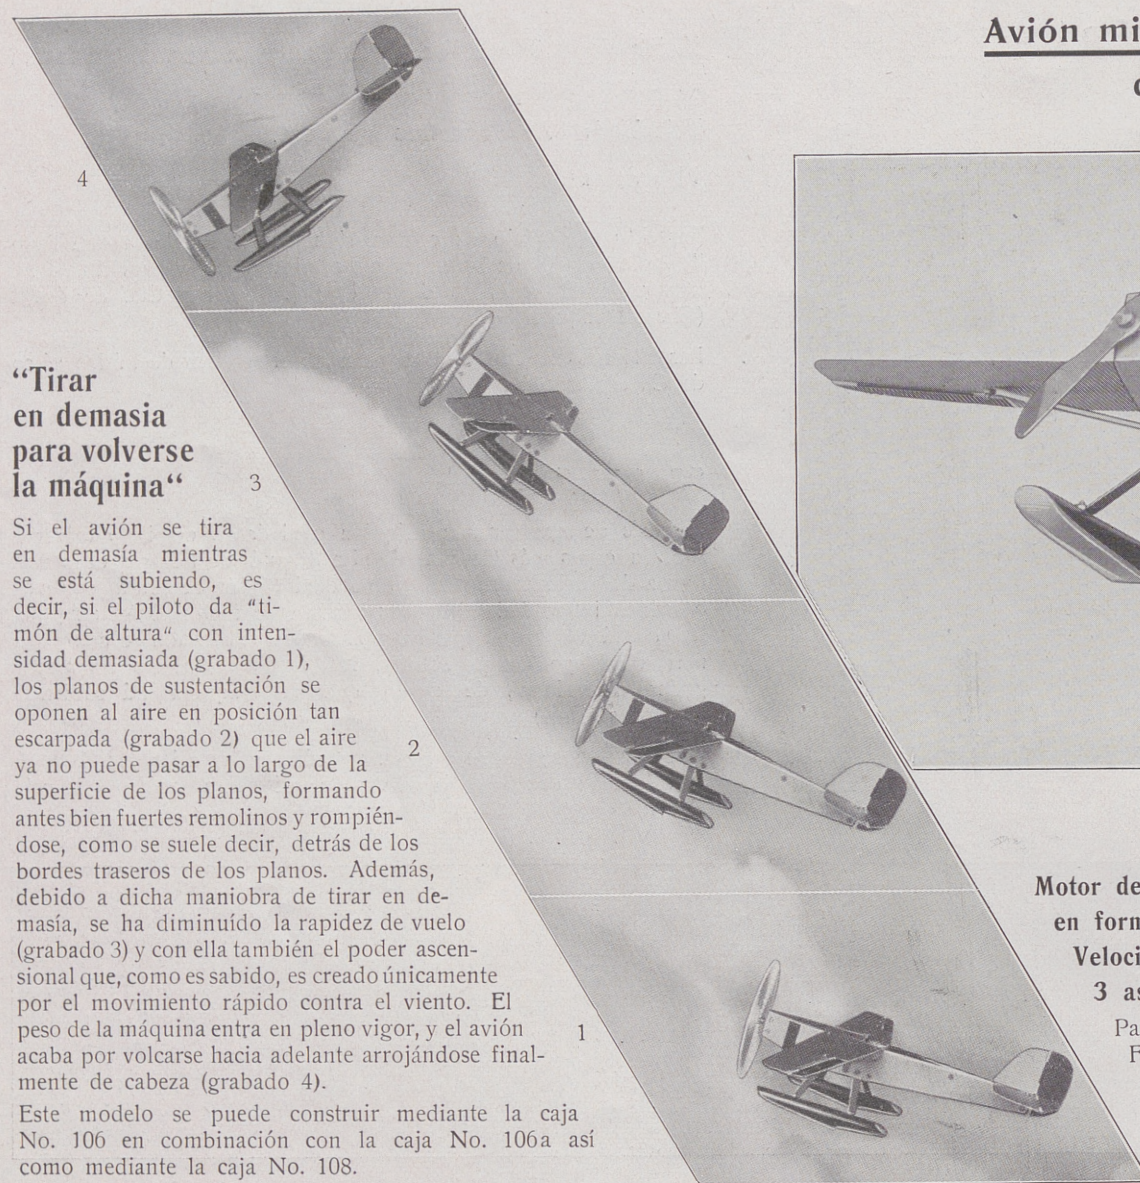 Avión
4
“Tirar
en demasia
para volverse
la máquina“
3
Si el avión se tira
en demasía mientras
se está subiendo, es
decir, si el piloto da “ti-
món de altura“ con inten-
sidad demasiada (grabado 1),
los planos de sustentación se
oponen al aire en posición tan
escarpada (grabado 2) que el aire
2
ya no puede pasar a lo largo de la
superficie de los planos, formando
antes bien fuertes remolinos y rompién-
dose, como se suele decir, detrás de los
bordes traseros de los planos. Además,
debido a dicha maniobra de tirar en de-
masía, se ha diminuído la rapidez de vuelo
(grabado 3) y con ella también el poder ascen-
sional que, como es sabido, es creado únicamente
por el movimiento rápido contra el viento. El
peso de la máquina entra en pleno vigor, y el avión
1
acaba por volcarse hacia adelante arrojándose final-
mente de cabeza (grabado 4).
Este modelo se puede construir mediante la caja
No. 106 en combinación con la caja No. 106a así
como mediante la caja No. 108.
Motor de
en form
Veloci
3 as
Pa
F